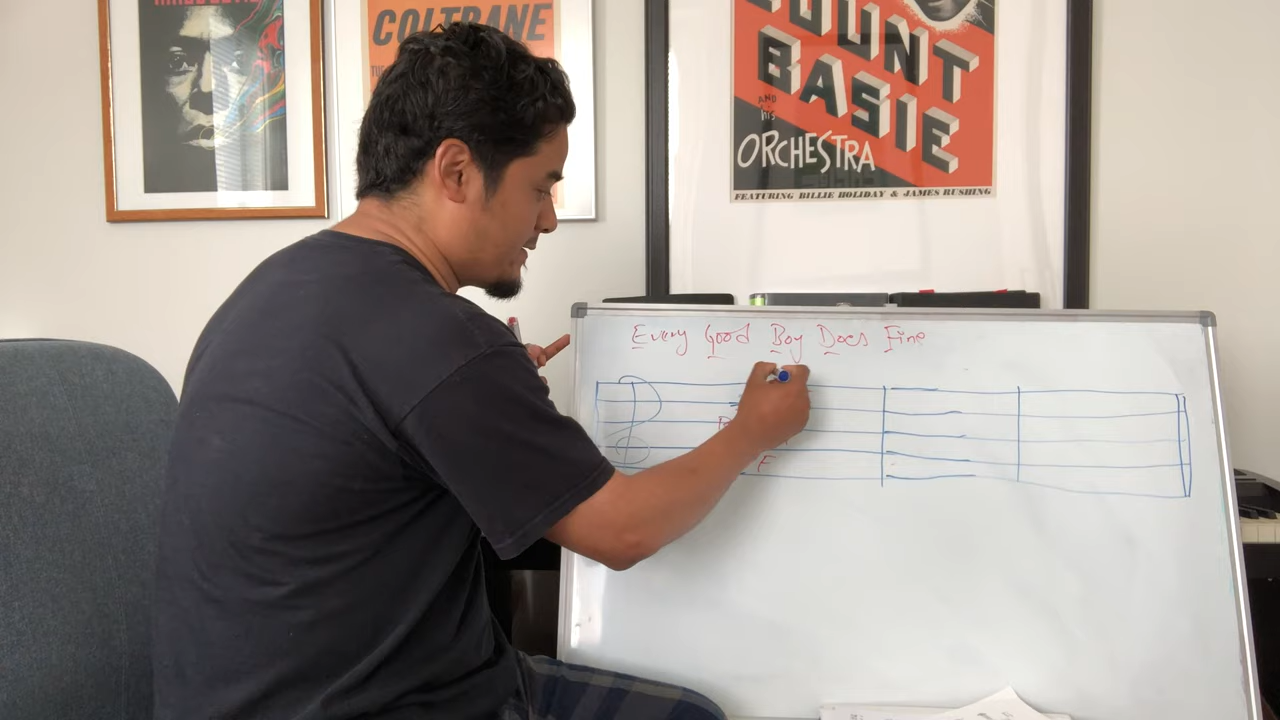 COLTRANE
COUNT
BASIE
AND
his
ORCHESTRA
FEATURING BILLIE HOLIDAY & JAMES RUSHING
Every Good Boy Does Fine
F